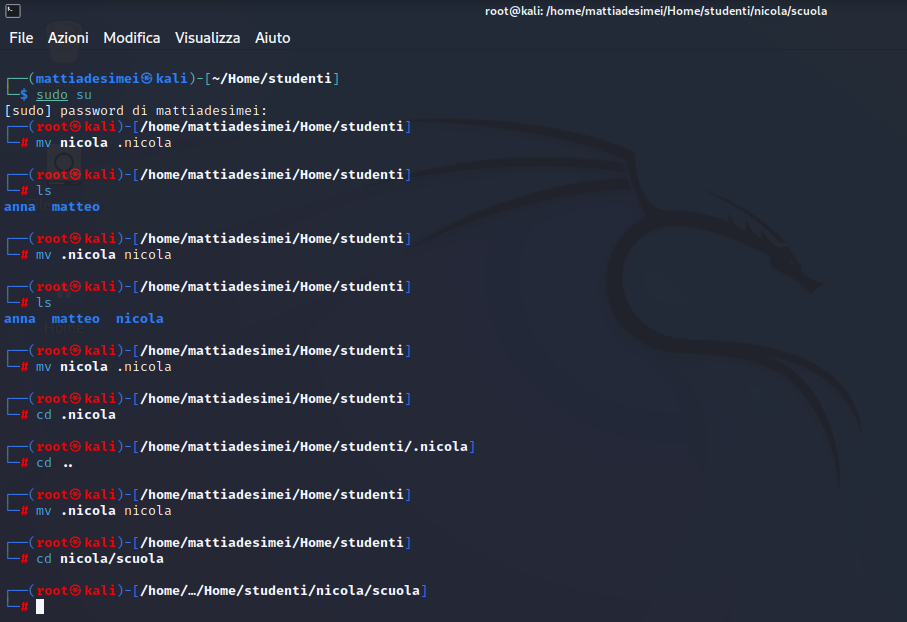 root@kali: /home/mattiadesimei/Home/studenti/nicola/scuola
File Azioni Modifica Visualizza Aiuto
┌──(mattiadesimei㉿kali)-[~/Home/studenti]
└─$ sudo su
[sudo] password di mattiadesimei:
┌──(root㉿kali)-[/home/mattiadesimei/Home/studenti]
└─# mv nicola .nicola
┌──(root㉿kali)-[/home/mattiadesimei/Home/studenti]
└─# ls
anna  matteo
┌──(root㉿kali)-[/home/mattiadesimei/Home/studenti]
└─# mv .nicola nicola
┌──(root㉿kali)-[/home/mattiadesimei/Home/studenti]
└─# ls
anna  matteo  nicola
┌──(root㉿kali)-[/home/mattiadesimei/Home/studenti]
└─# mv nicola .nicola
┌──(root㉿kali)-[/home/mattiadesimei/Home/studenti]
└─# cd .nicola
┌──(root㉿kali)-[/home/mattiadesimei/Home/studenti/.nicola]
└─# cd ..
┌──(root㉿kali)-[/home/mattiadesimei/Home/studenti]
└─# mv .nicola nicola
┌──(root㉿kali)-[/home/mattiadesimei/Home/studenti]
└─# cd nicola/scuola
┌──(root㉿kali)-[/home/…/Home/studenti/nicola/scuola]
└─#